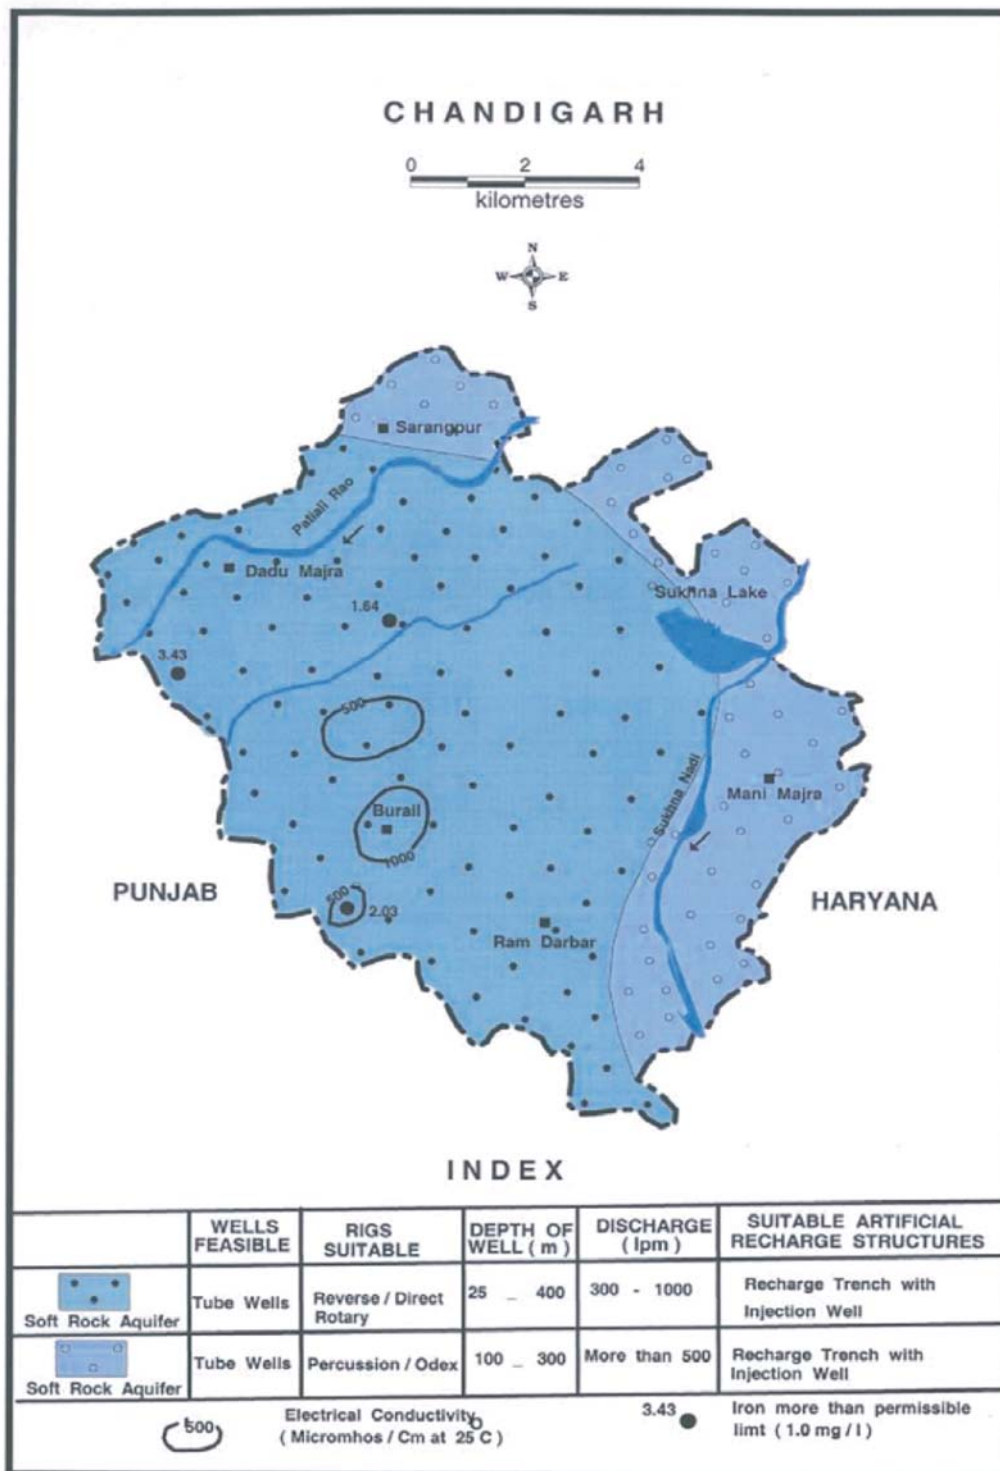 CHANDIGARH
0 2 4
kilometres
N
W E
S
Sarangpur
Patiali Rao
Dadu Majra
Sukhna Lake
1.64
3.43
500
Mani Majra
Sukhna Nadi
Burail
1000
PUNJAB
HARYANA
500
2.03
Ram Darbar
INDEX
WELLS FEASIBLE
RIGS SUITABLE
DEPTH OF WELL ( m )
DISCHARGE ( lpm )
SUITABLE ARTIFICIAL RECHARGE STRUCTURES
Soft Rock Aquifer
Tube Wells
Reverse / Direct Rotary
25 _ 400
300 - 1000
Recharge Trench with
Injection Well
Soft Rock Aquifer
Tube Wells
Percussion / Odex
100 _ 300
More than 500
Recharge Trench with
Injection Well
500
Electrical Conductivity
( Micromhos / Cm at 25 C )
3.43
Iron more than permissible
limt ( 1.0 mg / l )